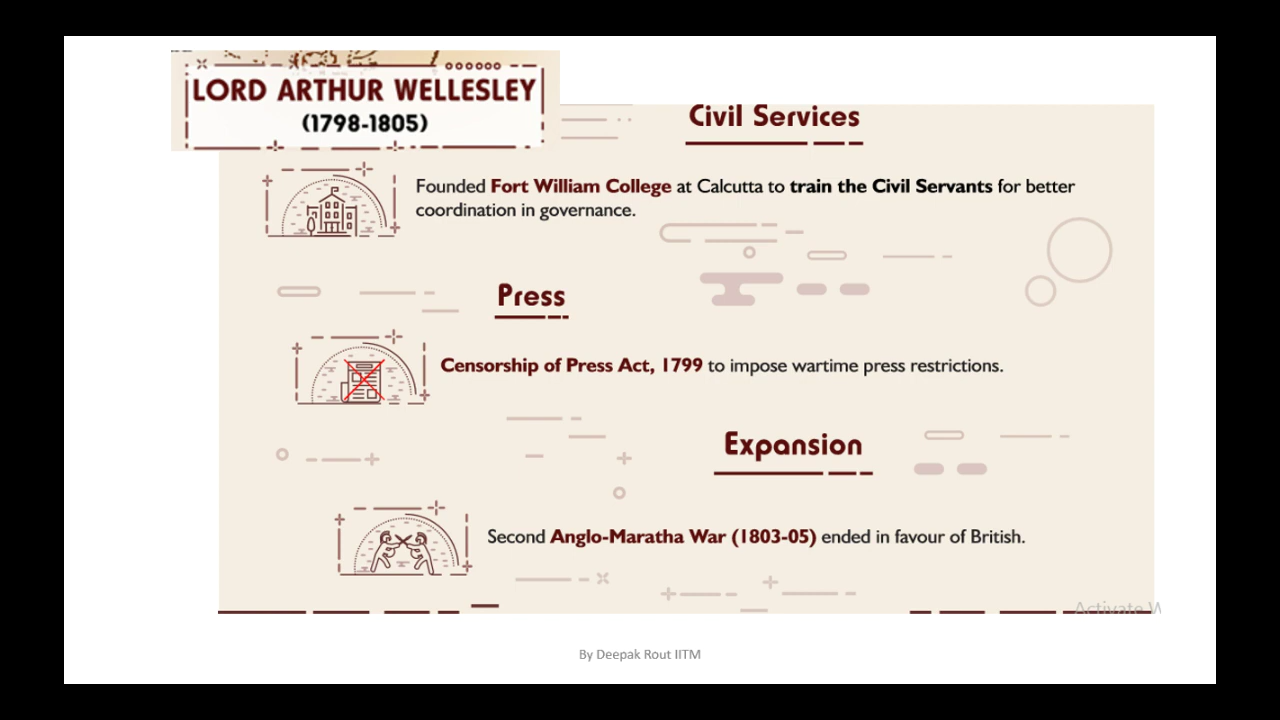 LORD ARTHUR WELLESLEY
(1798-1805)
Civil Services
Founded Fort William College at Calcutta to train the Civil Servants for better
coordination in governance.
Press
Censorship of Press Act, 1799 to impose wartime press restrictions.
Expansion
Second Anglo-Maratha War (1803-05) ended in favour of British.
Activate
By Deepak Rout IITM